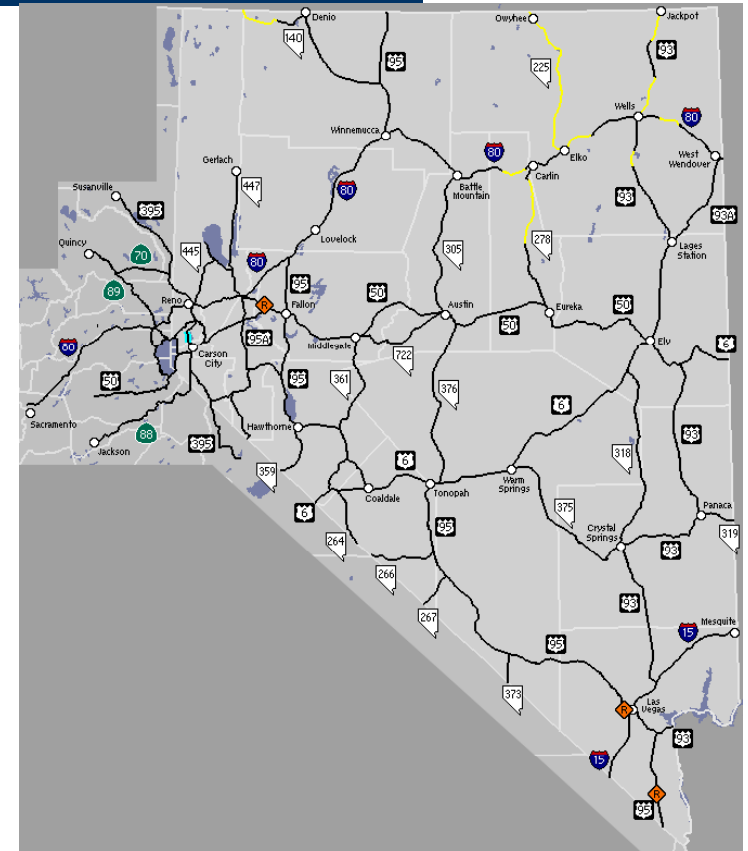 Denio
Owyhee
Jackpot
140
95
225
93
Wells
80
Winnemucca
80
Elko
West
Wendover
Gerlach
Carlin
Battle
Mountain
Susanville
447
80
93
395
93A
Lovelock
278
Quincy
70
445
305
Lages
Station
80
95
50
89
Reno
R
Fallon
Austin
Eureka
50
50
Ely
6
80
Carson
City
95A
Middlegate
722
50
95
361
376
6
Sacramento
88
395
Hawthorne
93
Jackson
318
359
6
Coaldale
Tonopah
Warm
Springs
6
95
375
Panaca
Crystal
Springs
319
264
93
266
93
267
Mesquite
15
95
373
R
Las
Vegas
93
15
R
95